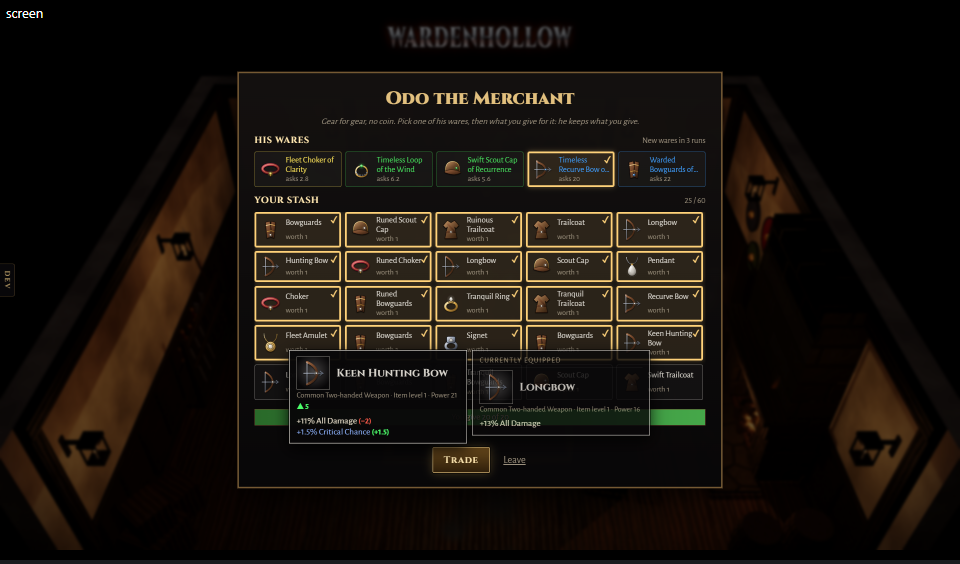 screen
WARDENHOLLOW
ODO THE MERCHANT
Gear for gear, no coin. Pick one of his wares, then what you give for it: he keeps what you give.
HIS WARES
New wares in 3 runs
Fleet Choker of
Clarity
asks 2.8
Timeless Loop
of the Wind
asks 6.2
Swift Scout Cap
of Recurrence
asks 5.6
Timeless
Recurve Bow o...
asks 20
Warded
Bowguards of...
asks 22
YOUR STASH
25 / 60
Bowguards
worth 1
Runed Scout
Cap
worth 1
Ruinous
Trailcoat
worth 1
Trailcoat
worth 1
Longbow
worth 1
Hunting Bow
worth 1
Runed Choker
worth 1
Longbow
worth 1
Scout Cap
worth 1
Pendant
worth 1
Choker
worth 1
Runed
Bowguards
worth 1
Tranquil Ring
worth 1
Tranquil
Trailcoat
worth 1
Recurve Bow
worth 1
Fleet Amulet
Bowguards
Signet
Bowguards
Keen Hunting
Bow
worth 1
Scout Cap
Swift Trailcoat
KEEN HUNTING BOW
Common Two-handed Weapon · Item level 1 · Power 21
▲ 5
+11% All Damage (−2)
+1.5% Critical Chance (+1.5)
CURRENTLY EQUIPPED
LONGBOW
Common Two-handed Weapon · Item level 1 · Power 16
+13% All Damage
TRADE
Leave
DEV